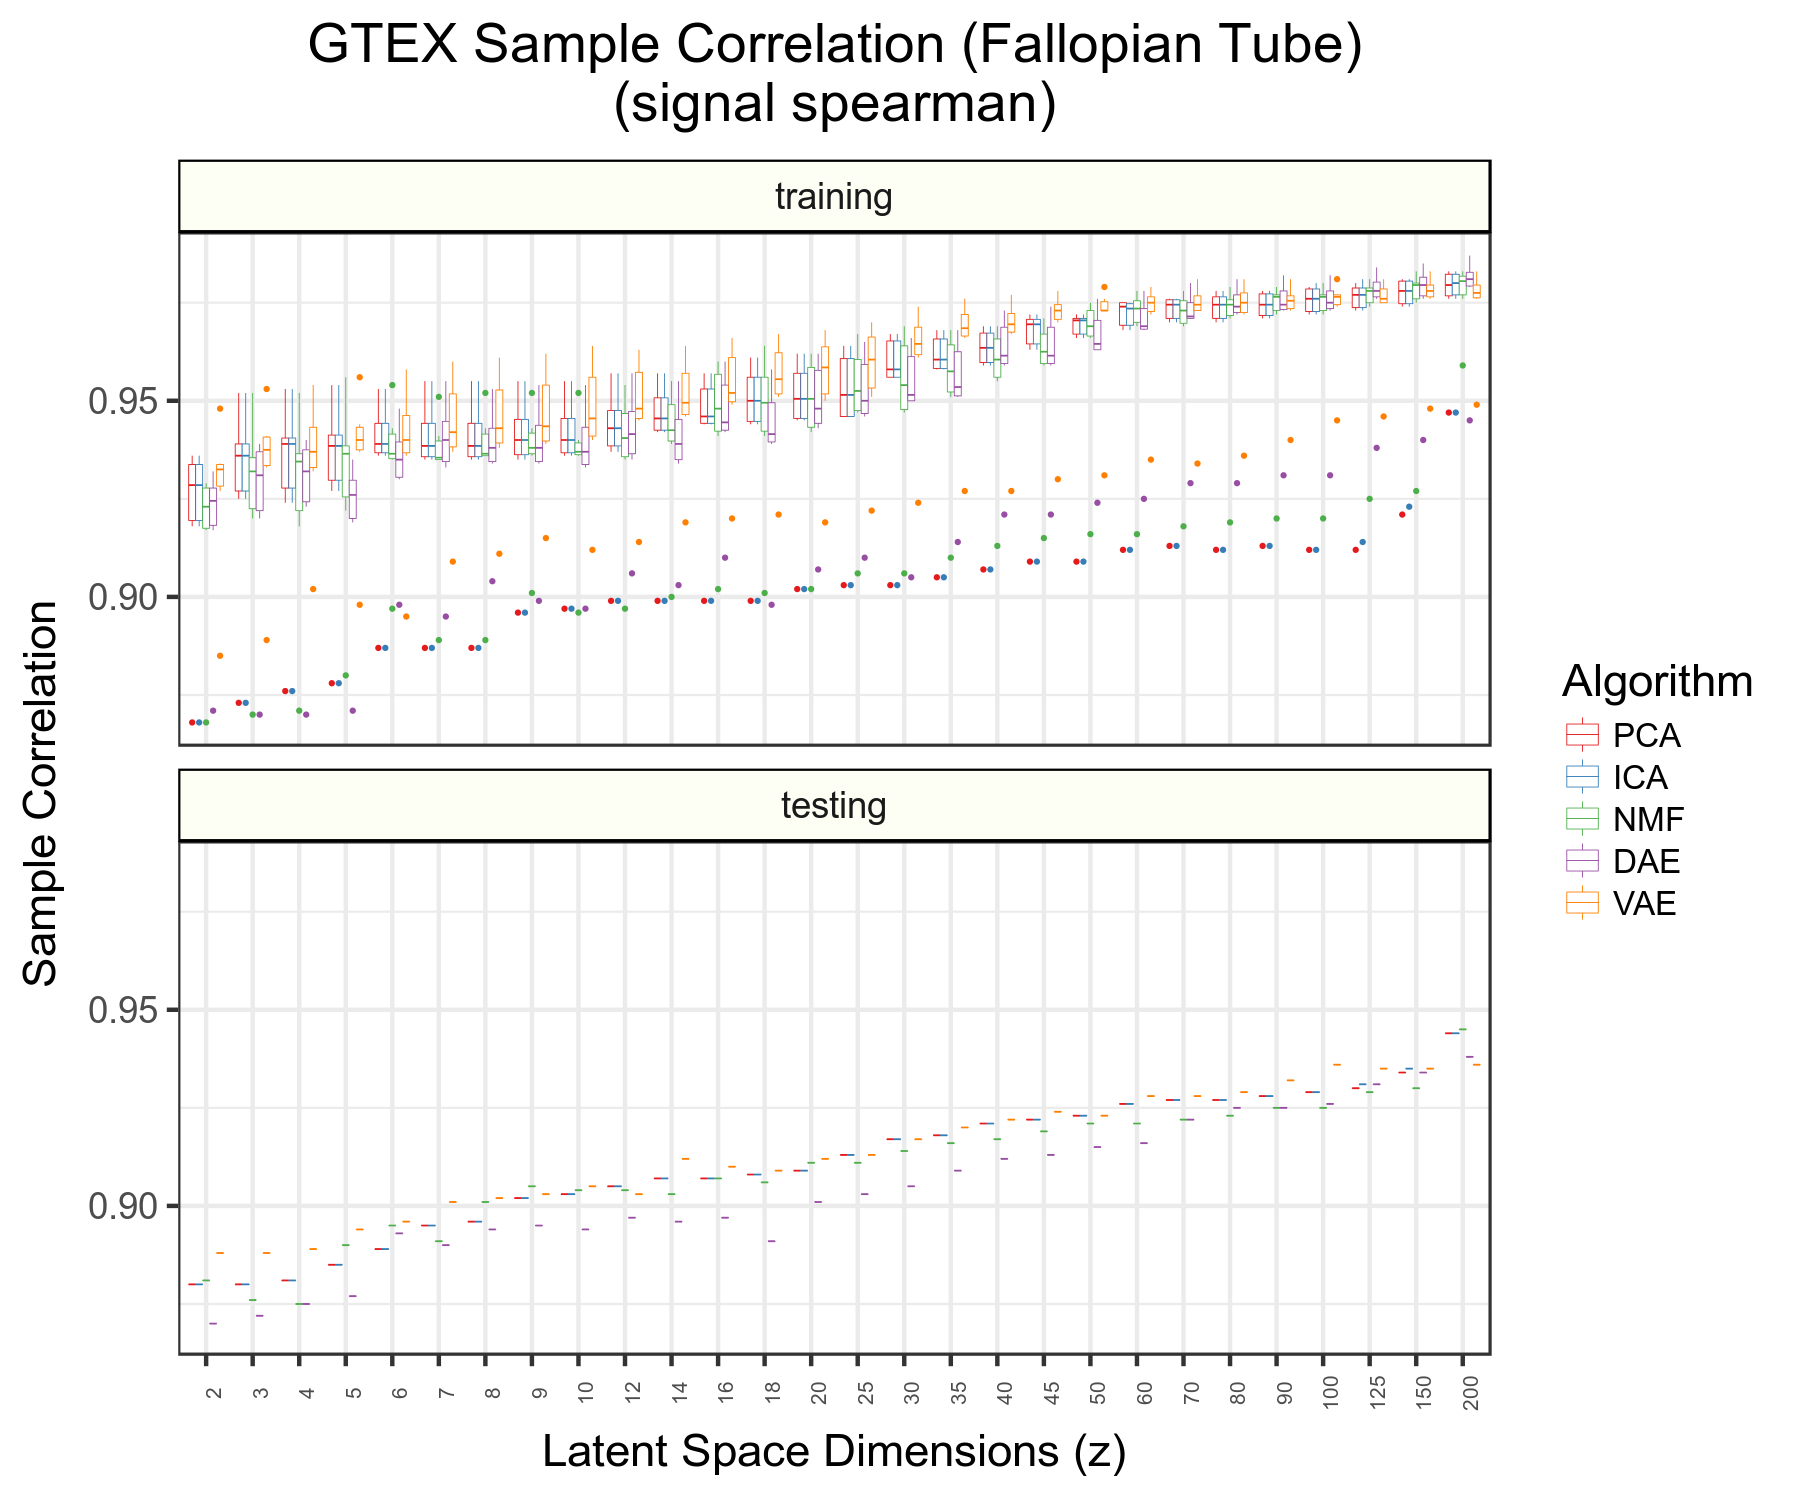 GTEX Sample Correlation (Fallopian Tube)
(signal spearman)
training
0.95
0.90
Sample Correlation
testing
0.95
0.90
2 3 4 5 6 7 8 9 10 12 14 16 18 20 25 30 35 40 45 50 60 70 80 90 100 125 150 200
Latent Space Dimensions (z)
Algorithm
PCA
ICA
NMF
DAE
VAE